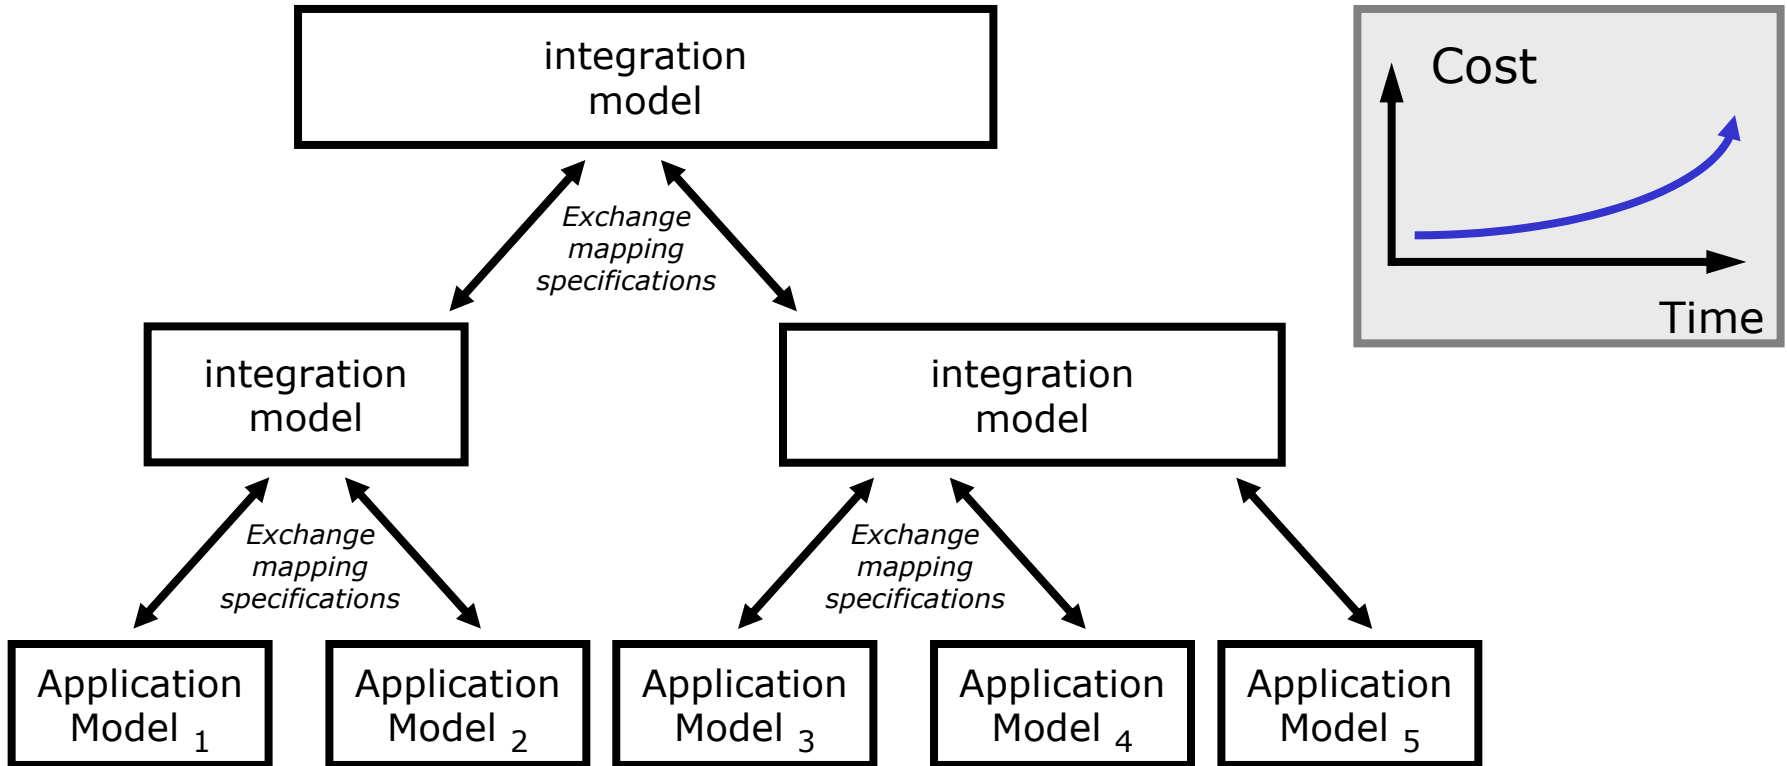 integration
model
Cost
Time
Exchange
mapping
specifications
integration
model
integration
model
Exchange
mapping
specifications
Exchange
mapping
specifications
Application
Model 1
Application
Model 2
Application
Model 3
Application
Model 4
Application
Model 5